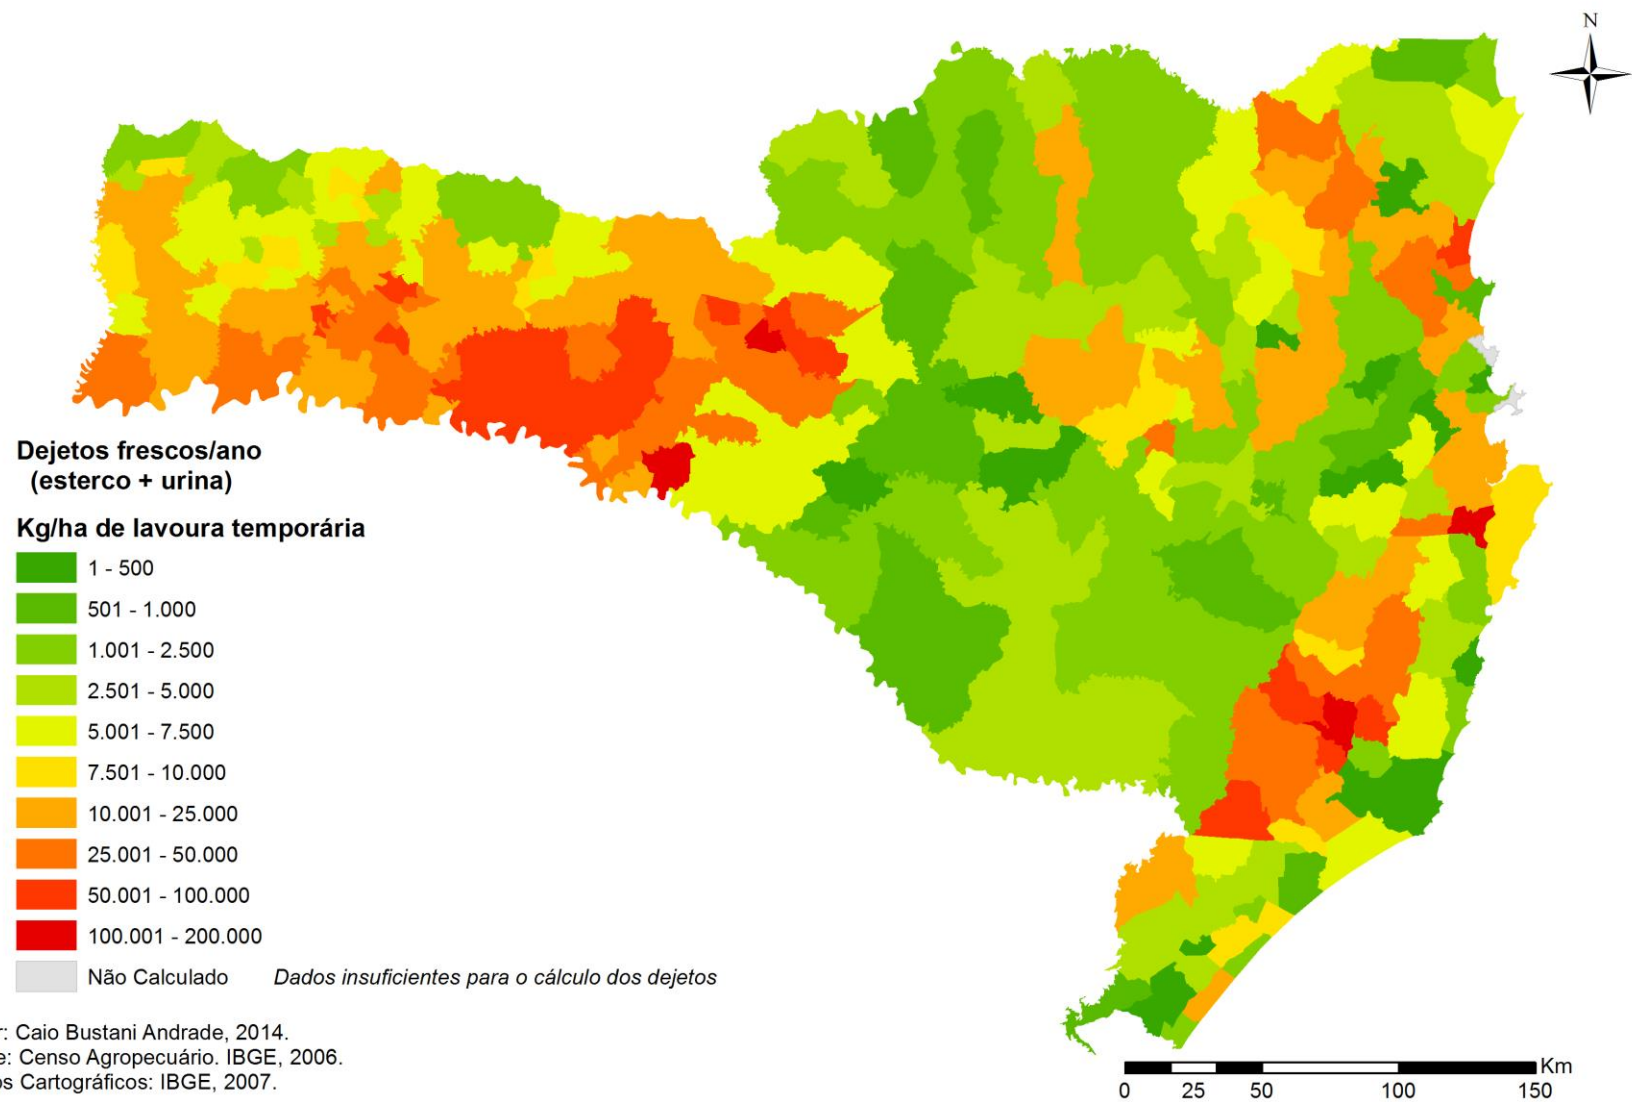 N
Dejetos frescos/ano
(esterco + urina)
Kg/ha de lavoura temporária
1 - 500
501 - 1.000
1.001 - 2.500
2.501 - 5.000
5.001 - 7.500
7.501 - 10.000
10.001 - 25.000
25.001 - 50.000
50.001 - 100.000
100.001 - 200.000
Não Calculado Dados insuficientes para o cálculo dos dejetos
r: Caio Bustani Andrade, 2014.
e: Censo Agropecuário. IBGE, 2006.
os Cartográficos: IBGE, 2007.
Km
0 25 50 100 150